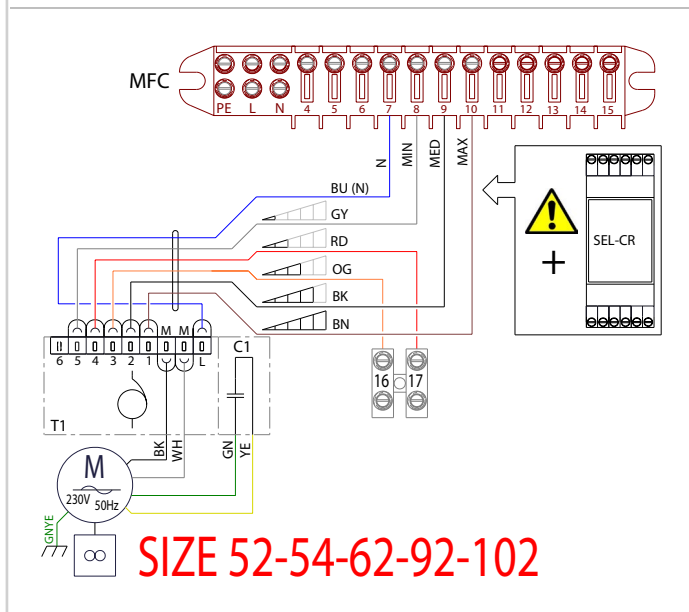 MFC
PE L N 4 5 6 7 8 9 10 11 12 13 14 15
N MIN MED MAX
BU (N)
GY
RD
OG
BK
BN
SEL-CR
+
6 5 4 3 2 1 M M L
C1
16 17
T1
BK WH GN YE
M
230V 50Hz
GNYE
SIZE 52-54-62-92-102